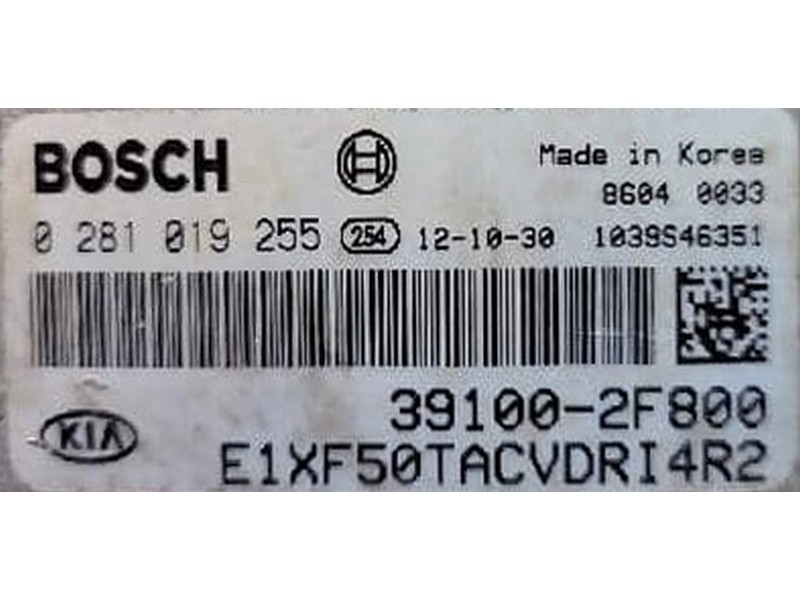 BOSCH Made in Korea
8604 0033
0 281 019 255 254 12-10-30 1039S46351
39100-2F800
KIA
E1XF50TACVDRI4R2